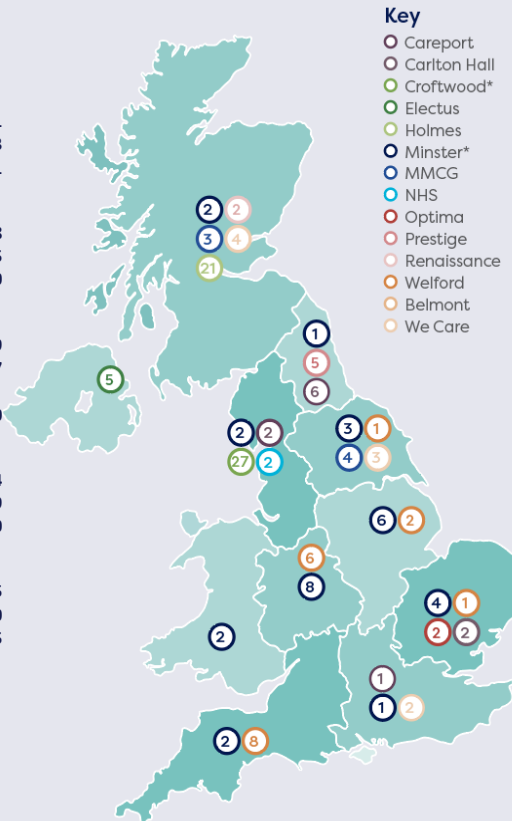 Key
Careport
Carlton Hall
Croftwood*
Electus
Holmes
Minster*
MMCG
NHS
Optima
Prestige
Renaissance
Welford
Belmont
We Care
2 2
3 4
21
1
5
6
5
2 2
27 2
3 1
4 3
6 2
6
8
4 1
2 2
2
1
1 2
2 8